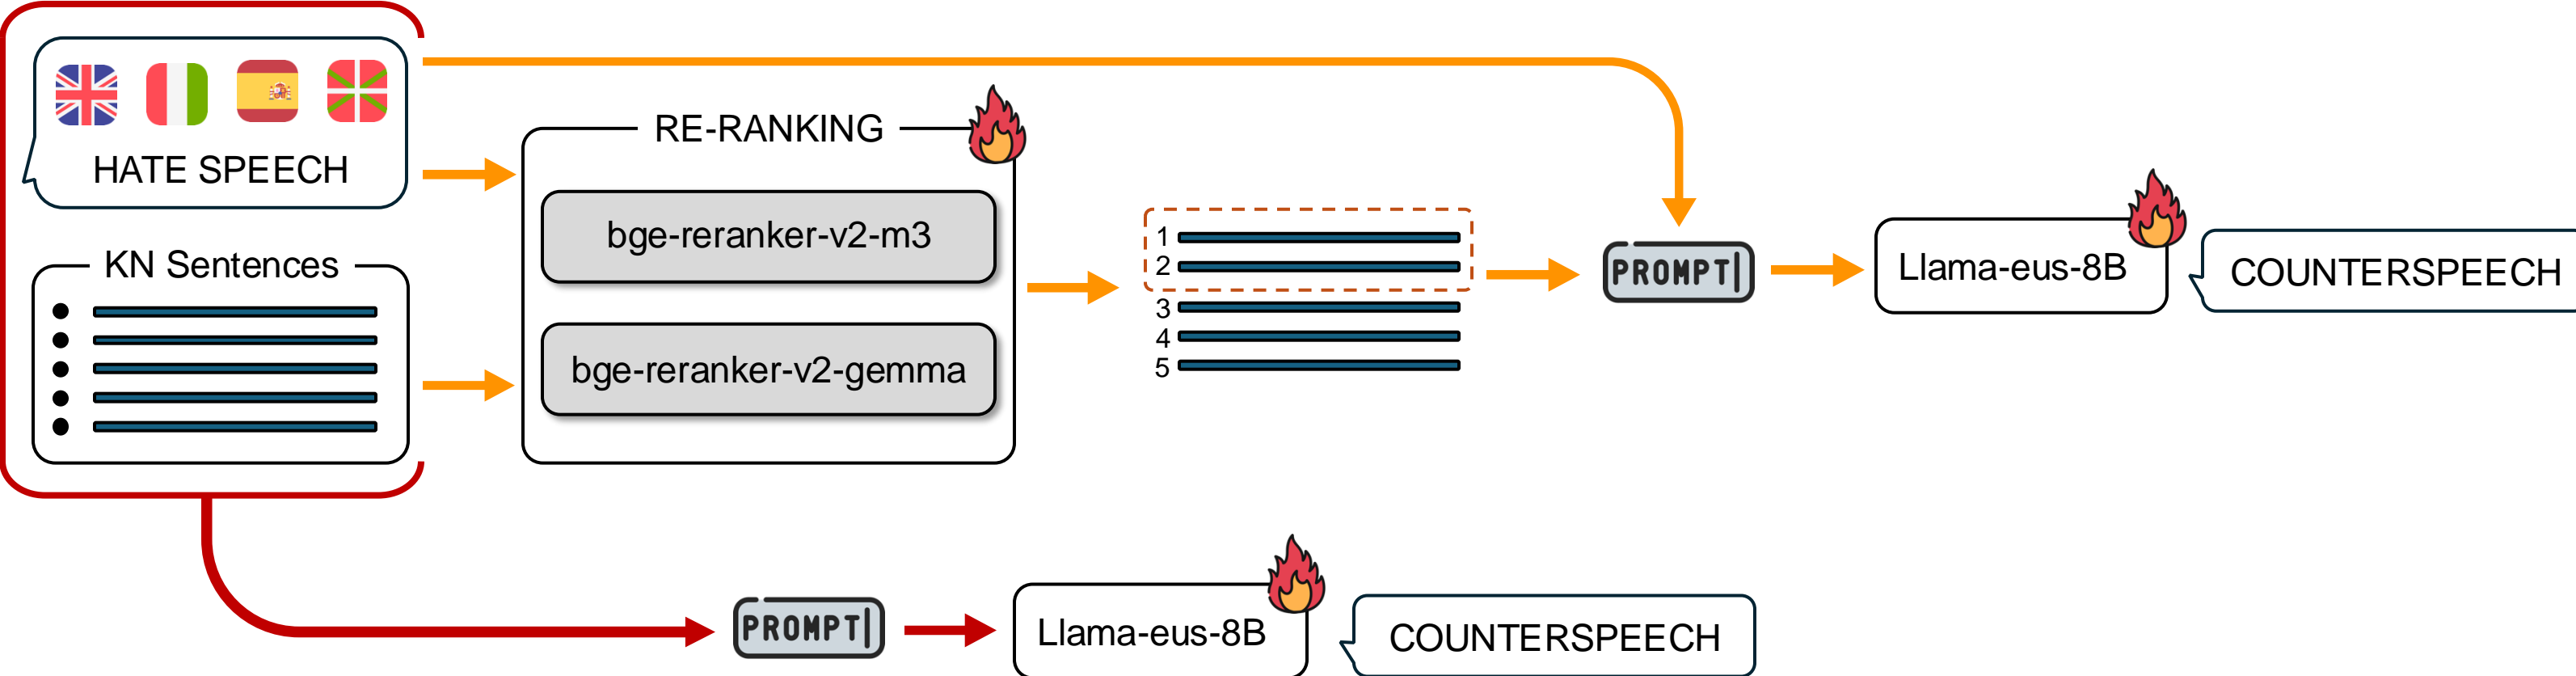 HATE SPEECH
KN Sentences
RE-RANKING
bge-reranker-v2-m3
bge-reranker-v2-gemma
1
2
3
4
5
PROMPT
Llama-eus-8B
COUNTERSPEECH
PROMPT
Llama-eus-8B
COUNTERSPEECH